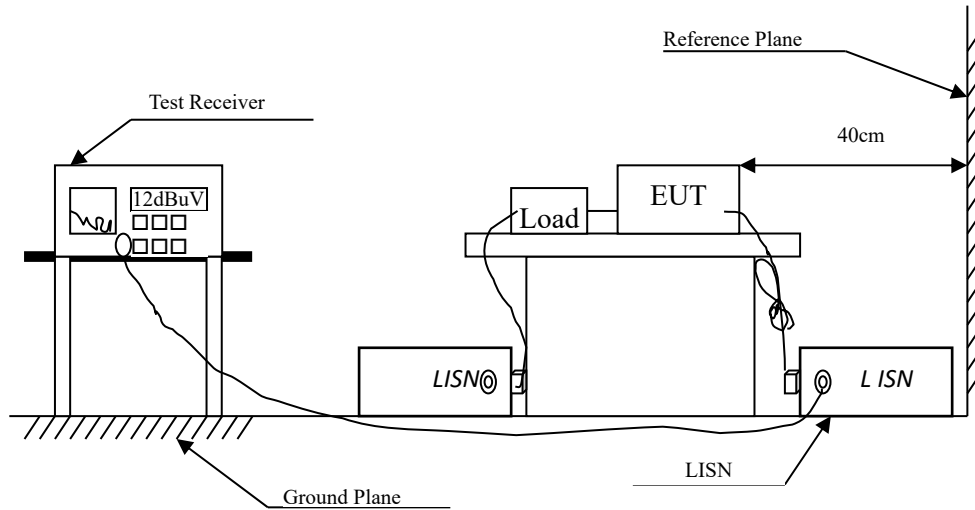 Reference Plane
Test Receiver
40cm
12dBuV
EUT
Load
LISN
L ISN
LISN
Ground Plane